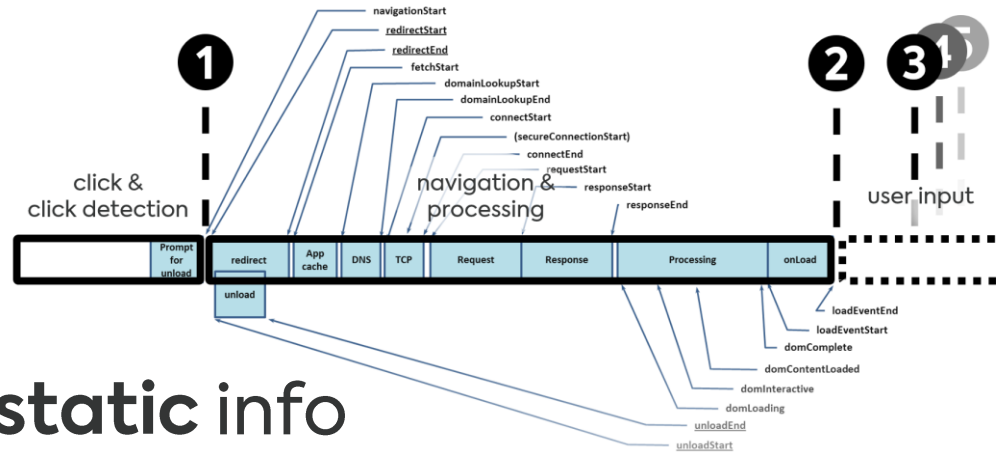 navigationStart
redirectStart
redirectEnd
fetchStart
domainLookupStart
domainLookupEnd
connectStart
(secureConnectionStart)
connectEnd
requestStart
responseStart
responseEnd
1
2
3
4
5
click &
click detection
navigation &
processing
user input
Prompt
for
unload
redirect
App
cache
DNS
TCP
Request
Response
Processing
onLoad
unload
loadEventEnd
loadEventStart
domComplete
domContentLoaded
domInteractive
domLoading
unloadEnd
unloadStart
static info